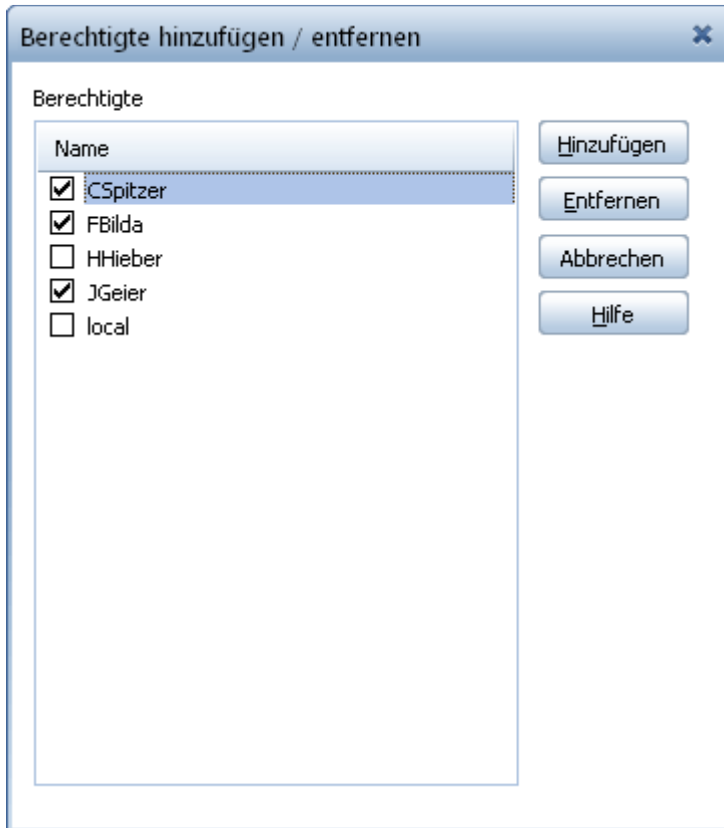 Berechtigte hinzufügen / entfernen
Berechtigte
Name
CSpitzer
FBilda
HHieber
JGeier
local
Hinzufügen
Entfernen
Abbrechen
Hilfe